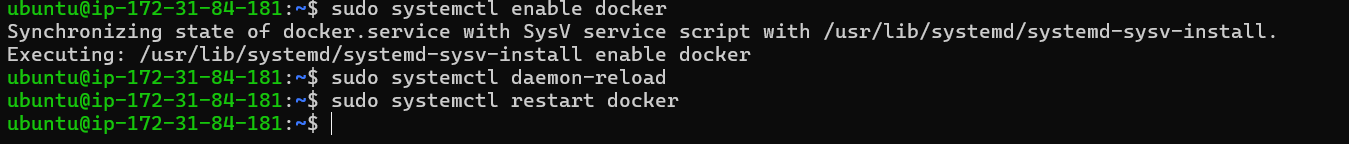 ubuntu@ip-172-31-84-181:~$ sudo systemctl enable docker
Synchronizing state of docker.service with SysV service script with /usr/lib/systemd/systemd-sysv-install.
Executing: /usr/lib/systemd/systemd-sysv-install enable docker
ubuntu@ip-172-31-84-181:~$ sudo systemctl daemon-reload
ubuntu@ip-172-31-84-181:~$ sudo systemctl restart docker
ubuntu@ip-172-31-84-181:~$